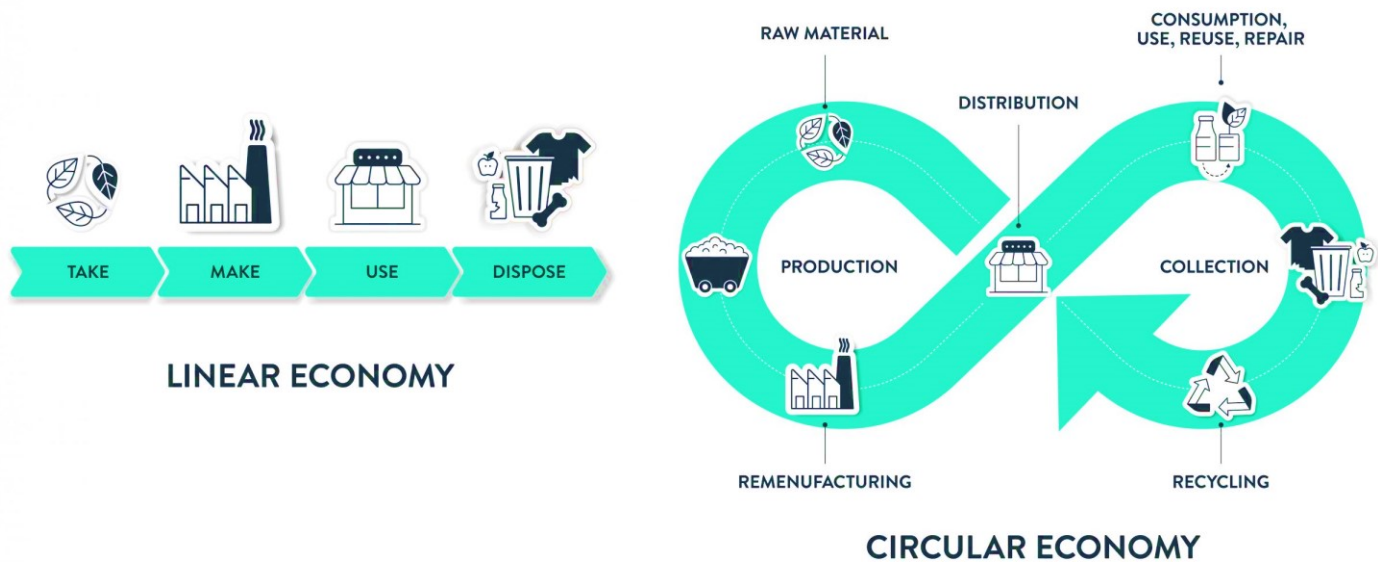 TAKE
MAKE
USE
DISPOSE
LINEAR ECONOMY
RAW MATERIAL
CONSUMPTION,
USE, REUSE, REPAIR
DISTRIBUTION
PRODUCTION
COLLECTION
REMENUFACTURING
RECYCLING
CIRCULAR ECONOMY